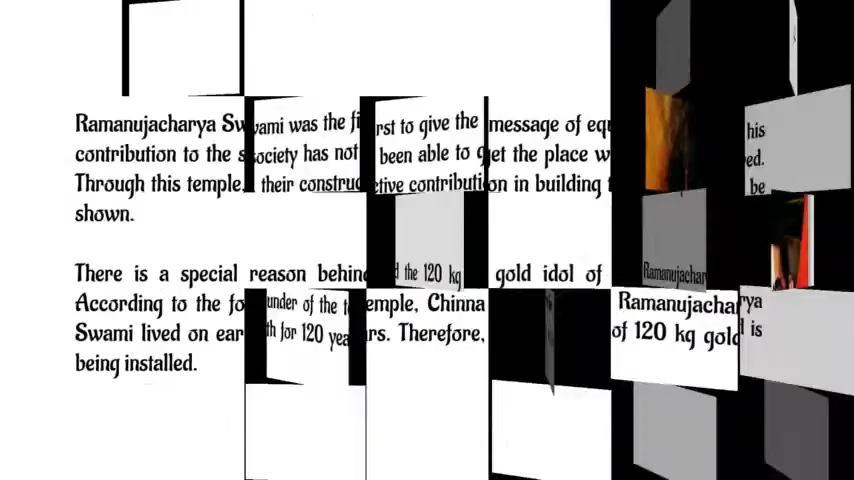 Ramanujacharya Swami was the first to give the message of equ his
contribution to the society has not been able to get the place w ed.
Through this temple, their constructive contribution in building be
shown.
There is a special reason behind the 120 kg gold idol of Ramanujachar
According to the founder of the temple, Chinna Ramanujacharya
Swami lived on earth for 120 years. Therefore, of 120 kg gold is
being installed.